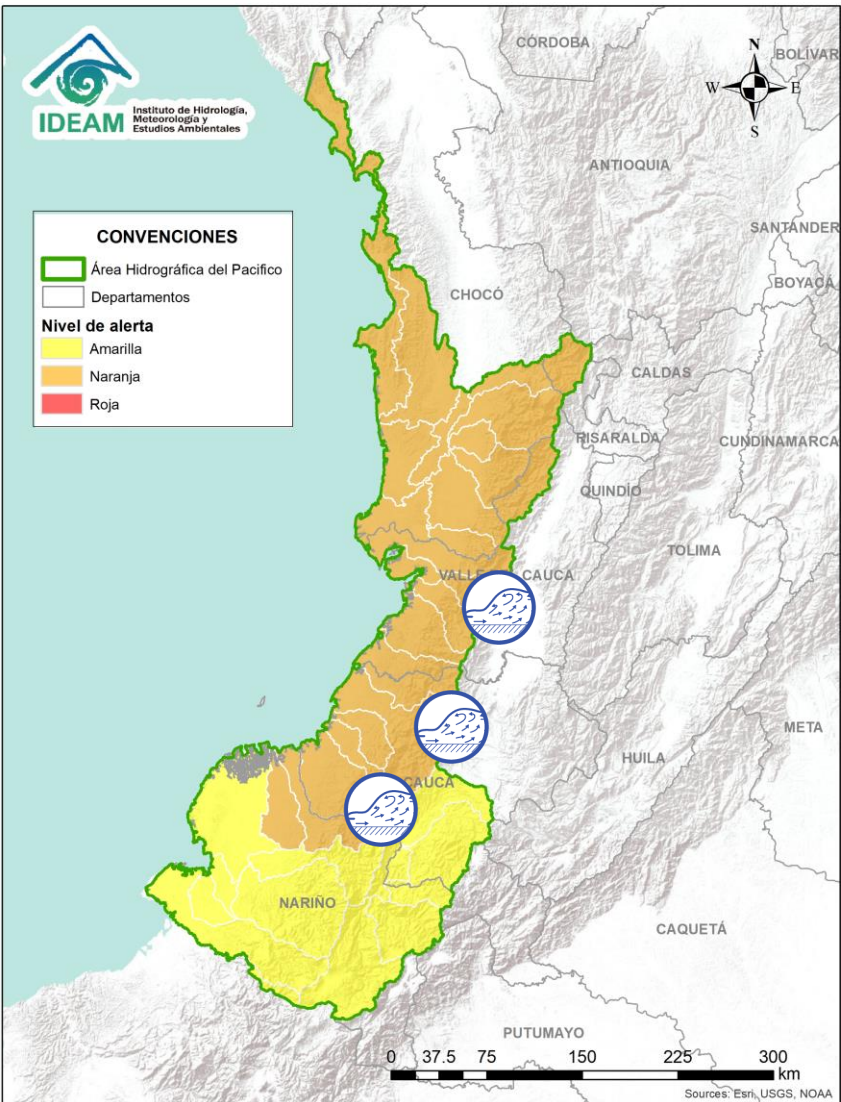 IDEAM
Instituto de Hidrología,
Meteorología y
Estudios Ambientales
CÓRDOBA
BOLÍVAR
N
W
E
S
ANTIOQUIA
SANTANDER
BOYACÁ
CHOCÓ
CONVENCIONES
Área Hidrográfica del Pacifico
Departamentos
Nivel de alerta
Amarilla
Naranja
Roja
CALDAS
RISARALDA
CUNDINAMARCA
QUINDÍO
TOLIMA
VALLE
CAUCA
META
HUILA
CAUCA
NARIÑO
CAQUETÁ
PUTUMAYO
0 37.5 75 150 225 300
km
Sources: Esri, USGS, NOAA